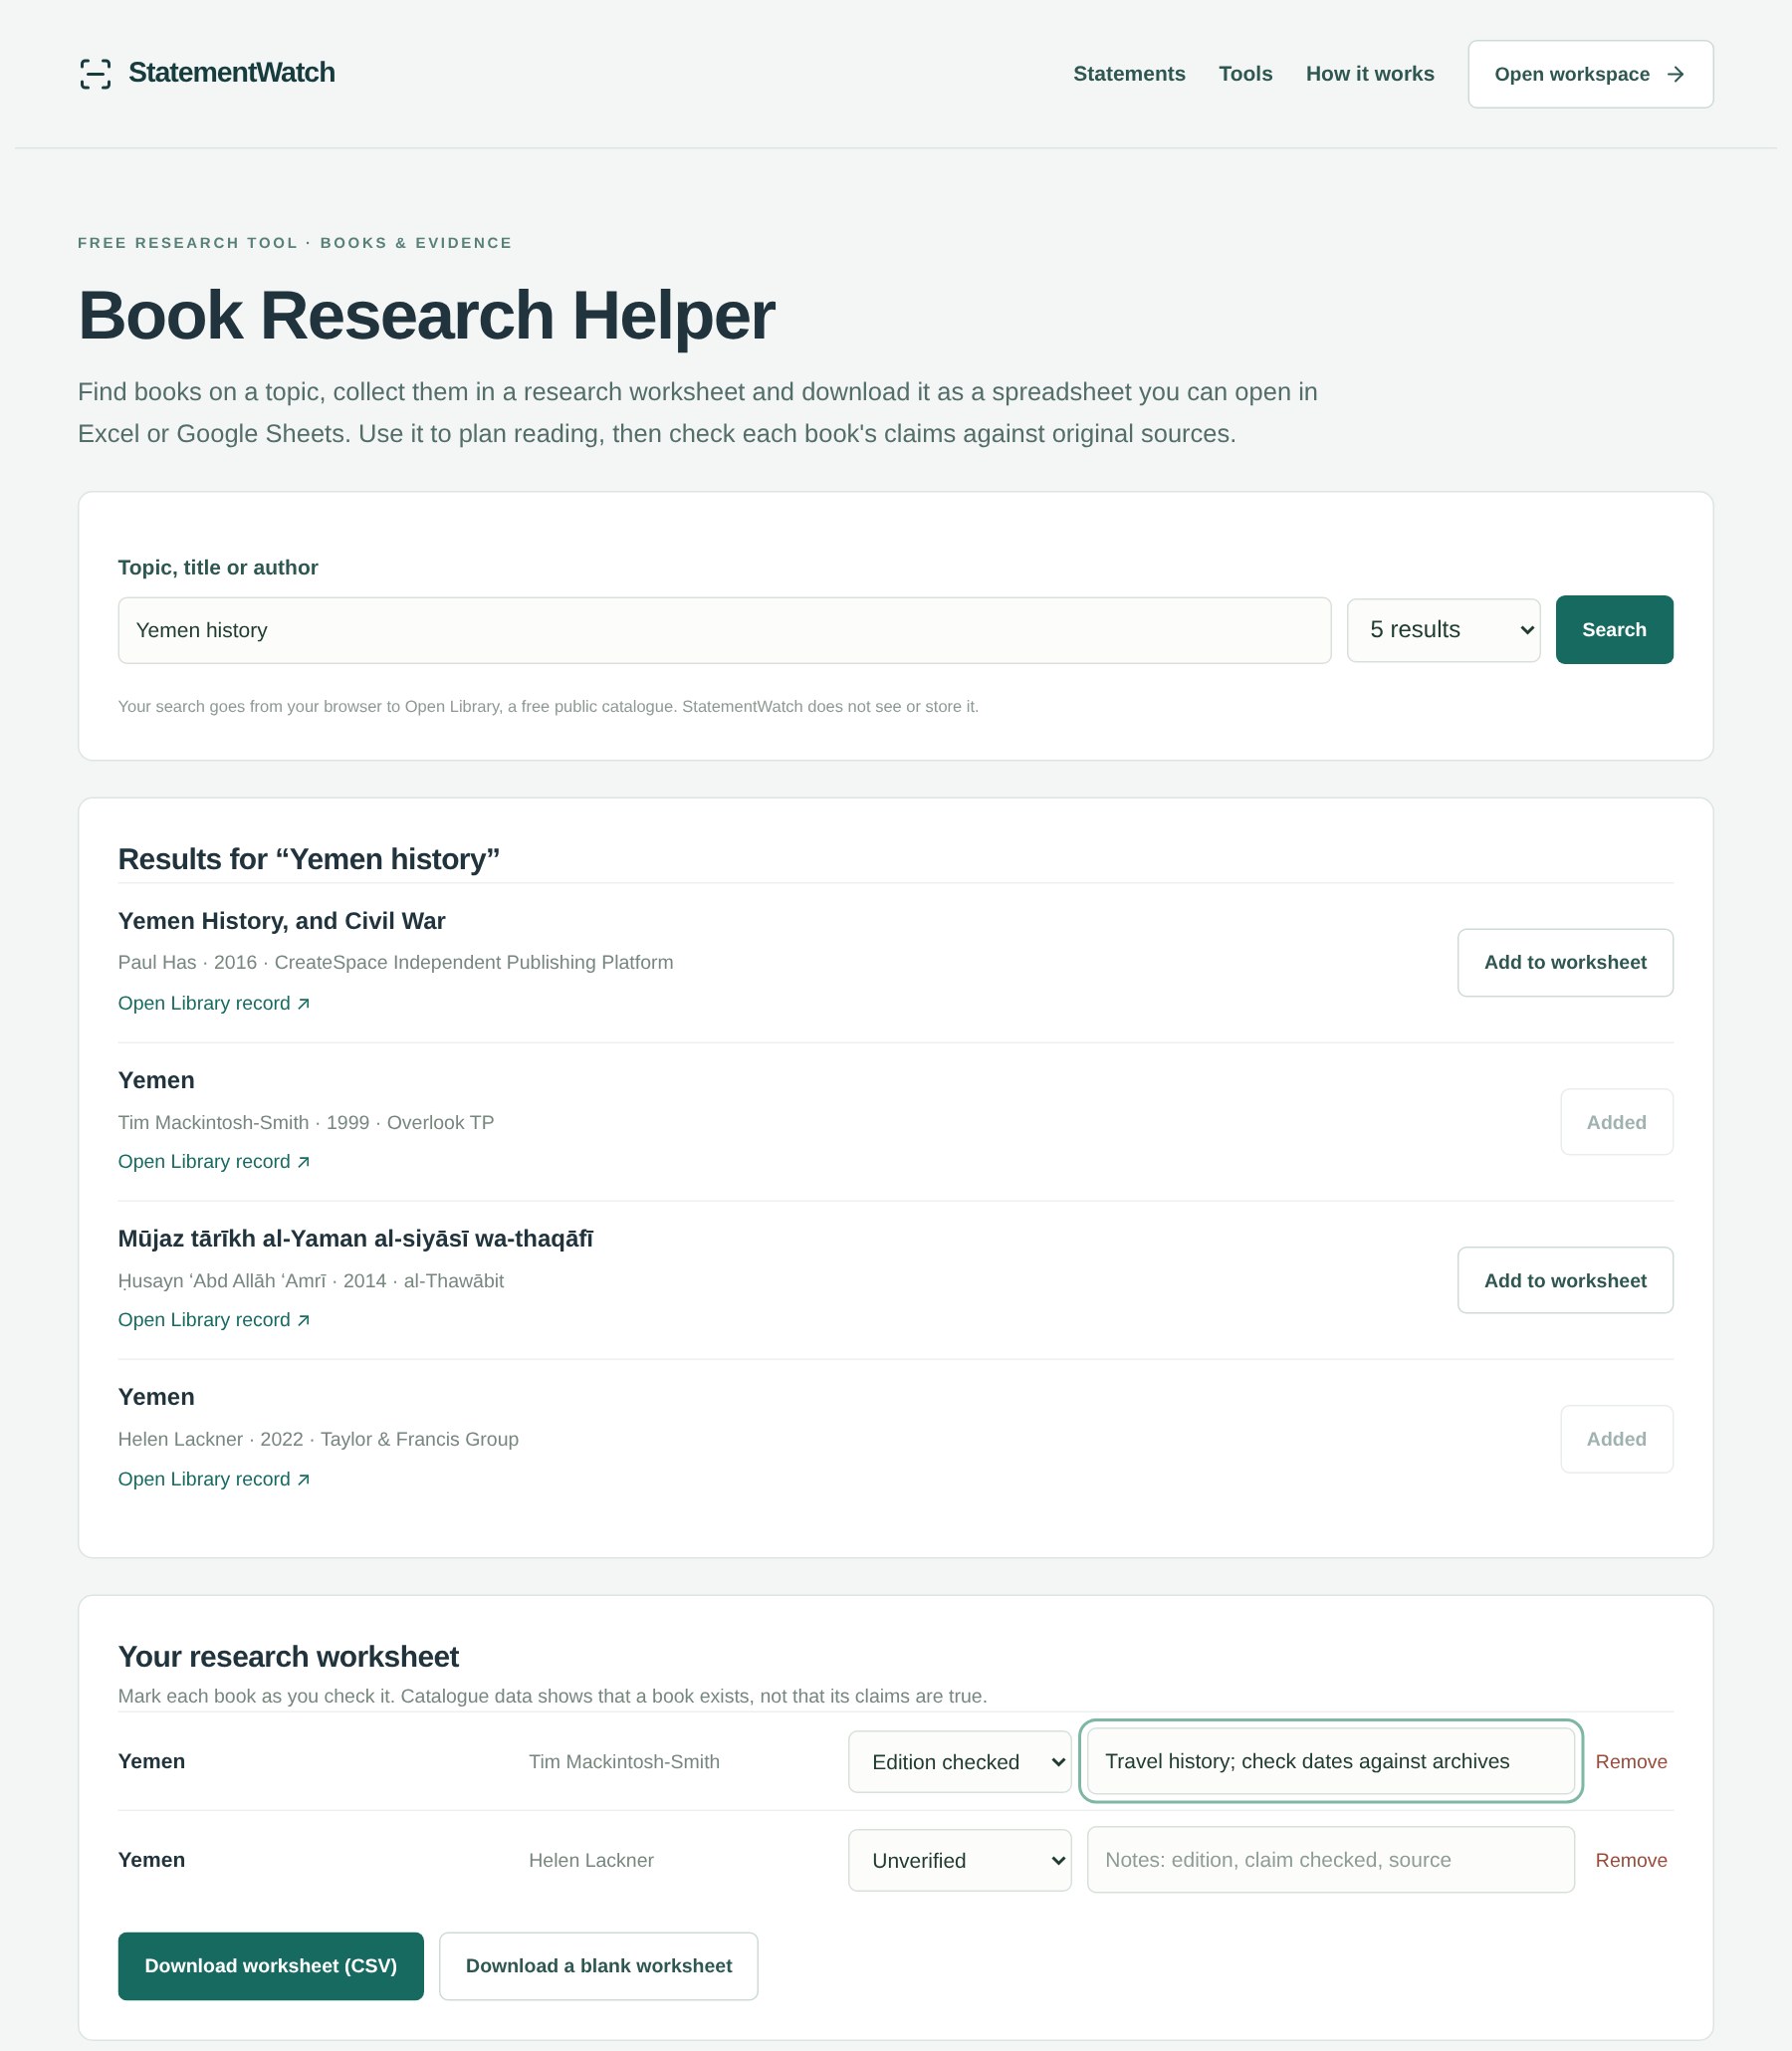 StatementWatch
Statements
Tools
How it works
Open workspace →
FREE RESEARCH TOOL · BOOKS & EVIDENCE
Book Research Helper
Find books on a topic, collect them in a research worksheet and download it as a spreadsheet you can open in
Excel or Google Sheets. Use it to plan reading, then check each book's claims against original sources.
Topic, title or author
Yemen history
5 results
Search
Your search goes from your browser to Open Library, a free public catalogue. StatementWatch does not see or store it.
Results for “Yemen history”
Yemen History, and Civil War
Paul Has · 2016 · CreateSpace Independent Publishing Platform
Open Library record ↗
Add to worksheet
Yemen
Tim Mackintosh-Smith · 1999 · Overlook TP
Open Library record ↗
Added
Mūjaz tārīkh al-Yaman al-siyāsī wa-thaqāfī
Ḥusayn ʻAbd Allāh ʻAmrī · 2014 · al-Thawābit
Open Library record ↗
Add to worksheet
Yemen
Helen Lackner · 2022 · Taylor & Francis Group
Open Library record ↗
Added
Your research worksheet
Mark each book as you check it. Catalogue data shows that a book exists, not that its claims are true.
Yemen
Tim Mackintosh-Smith
Edition checked
Travel history; check dates against archives
Remove
Yemen
Helen Lackner
Unverified
Notes: edition, claim checked, source
Remove
Download worksheet (CSV)
Download a blank worksheet